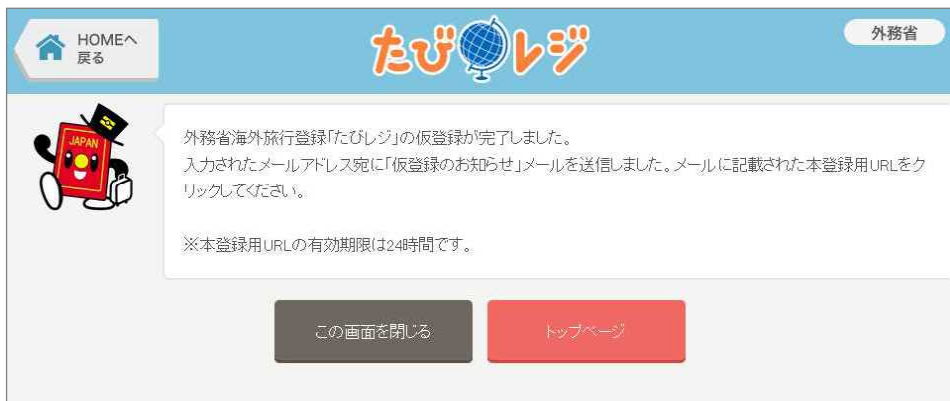 HOMEへ
戻る
たびレジ
外務省
JAPAN
外務省海外旅行登録「たびレジ」の仮登録が完了しました。
入力されたメールアドレス宛に「仮登録のお知らせ」メールを送信しました。メールに記載された本登録用URLをク
リックしてください。
※本登録用URLの有効期限は24時間です。
この画面を閉じる
トップページ